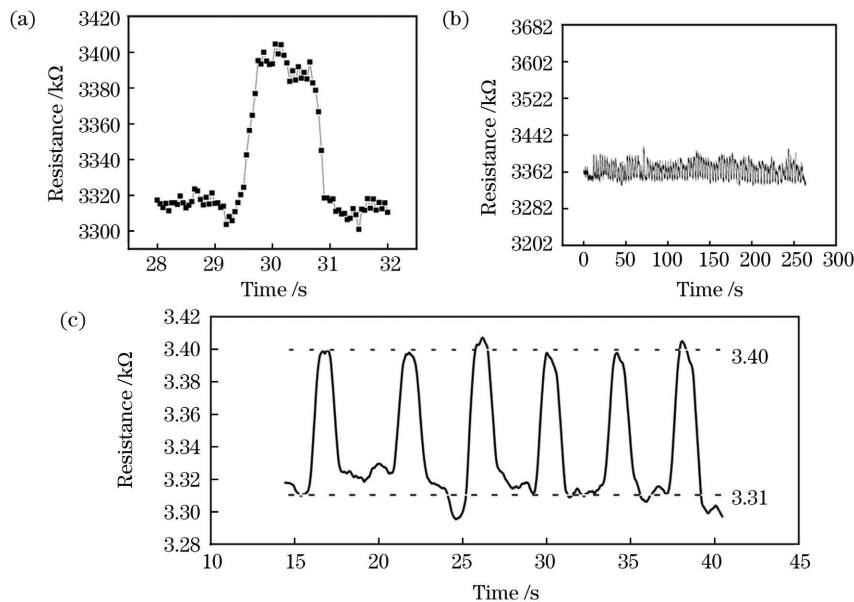 (a)
3420
3400
3380
3360
3340
3320
3300
Resistance /kΩ
28 29 30 31 32
Time /s
(b)
3682
3602
3522
3442
3362
3282
3202
Resistance /kΩ
0 50 100 150 200 250 300
Time /s
(c)
3.42
3.40
3.38
3.36
3.34
3.32
3.30
3.28
Resistance /kΩ
3.40
3.31
10 15 20 25 30 35 40 45
Time /s